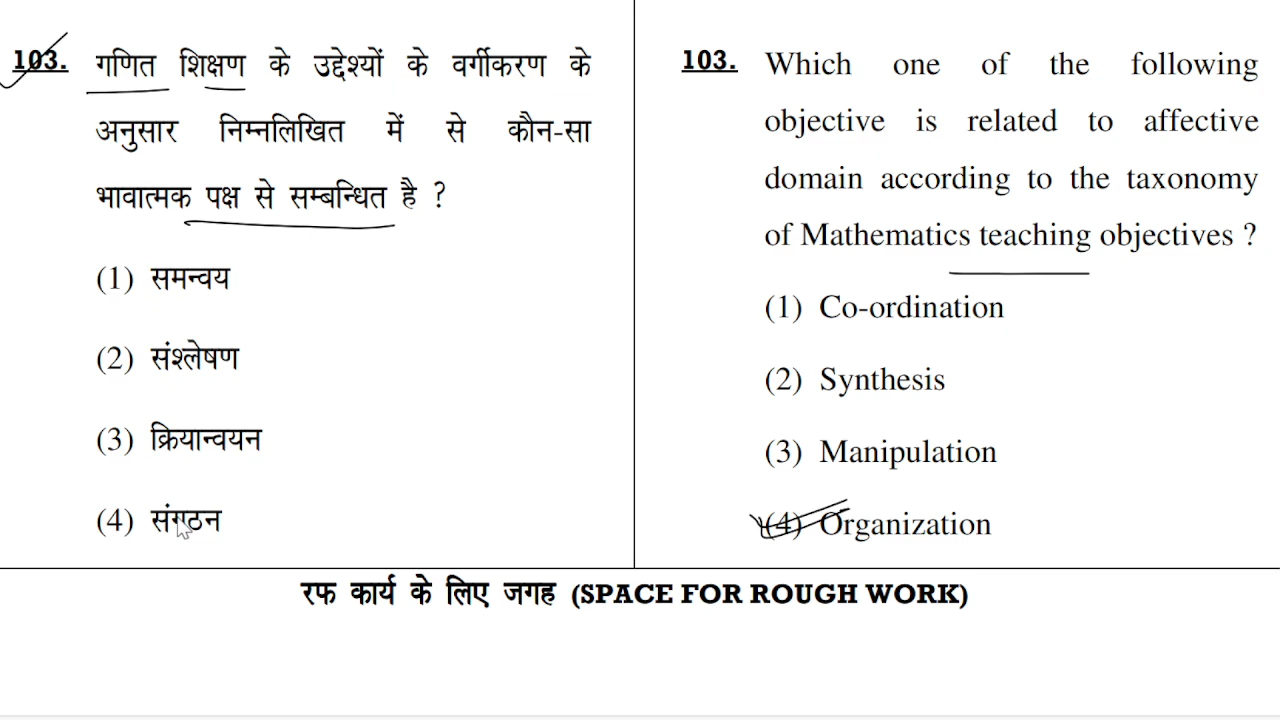 103. गणित शिक्षण के उद्देश्यों के वर्गीकरण के
अनुसार निम्नलिखित में से कौन-सा
भावात्मक पक्ष से सम्बन्धित है ?
(1) समन्वय
(2) संश्लेषण
(3) क्रियान्वयन
(4) संगठन
103. Which one of the following
objective is related to affective
domain according to the taxonomy
of Mathematics teaching objectives ?
(1) Co-ordination
(2) Synthesis
(3) Manipulation
(4) Organization
रफ कार्य के लिए जगह (SPACE FOR ROUGH WORK)